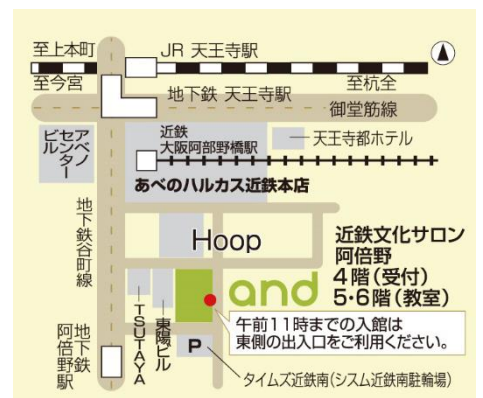 至上本町
JR 天王寺駅
至今宮
地下鉄 天王寺駅
至杭全
御堂筋線
アベノ
センター
ビル
近鉄
大阪阿部野橋駅
天王寺都ホテル
あべのハルカス近鉄本店
地下鉄谷町線
Hoop
近鉄文化サロン
阿倍野
4階(受付)
5・6階(教室)
and
TSUTAYA
東陽ビル
午前11時までの入館は
東側の出入口をご利用ください。
地下鉄
阿倍野駅
P
タイムズ近鉄南(シスム近鉄南駐輪場)